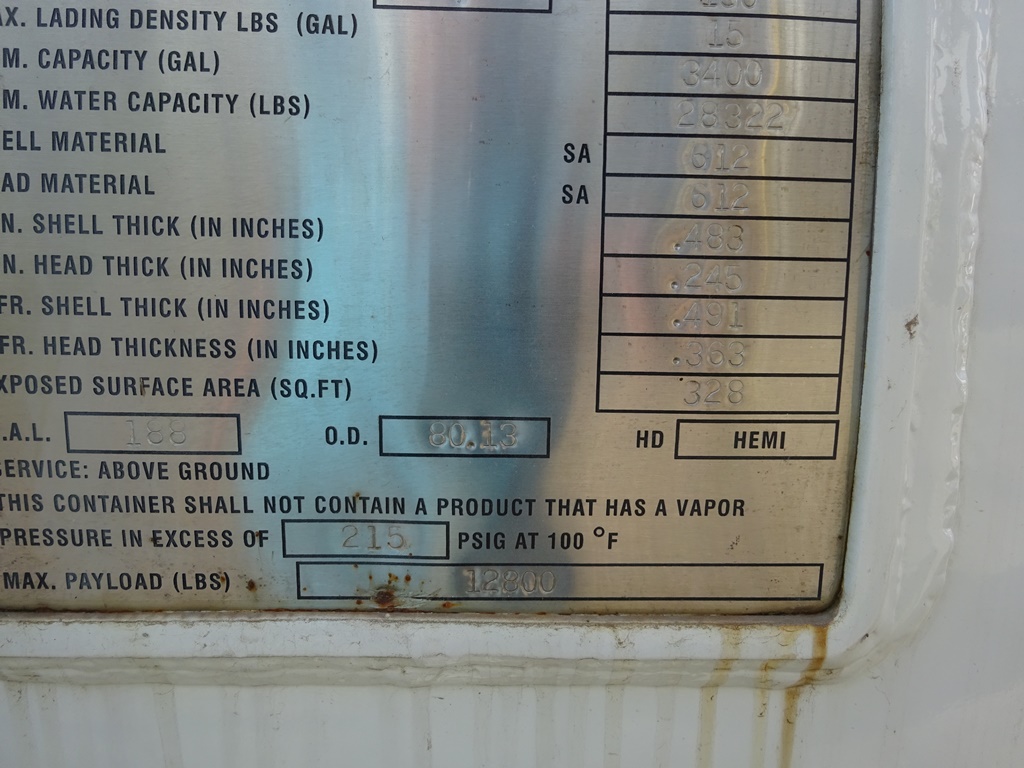 AX. LADING DENSITY LBS (GAL) 15
M. CAPACITY (GAL) 3400
M. WATER CAPACITY (LBS) 28322
ELL MATERIAL SA 612
AD MATERIAL SA 612
N. SHELL THICK (IN INCHES) .488
N. HEAD THICK (IN INCHES) .245
FR. SHELL THICK (IN INCHES) .491
FR. HEAD THICKNESS (IN INCHES) .363
XPOSED SURFACE AREA (SQ.FT) 328
.A.L. 188 O.D. 80.13 HD HEMI
SERVICE: ABOVE GROUND
THIS CONTAINER SHALL NOT CONTAIN A PRODUCT THAT HAS A VAPOR
PRESSURE IN EXCESS OF 215 PSIG AT 100 °F
MAX. PAYLOAD (LBS) 12800